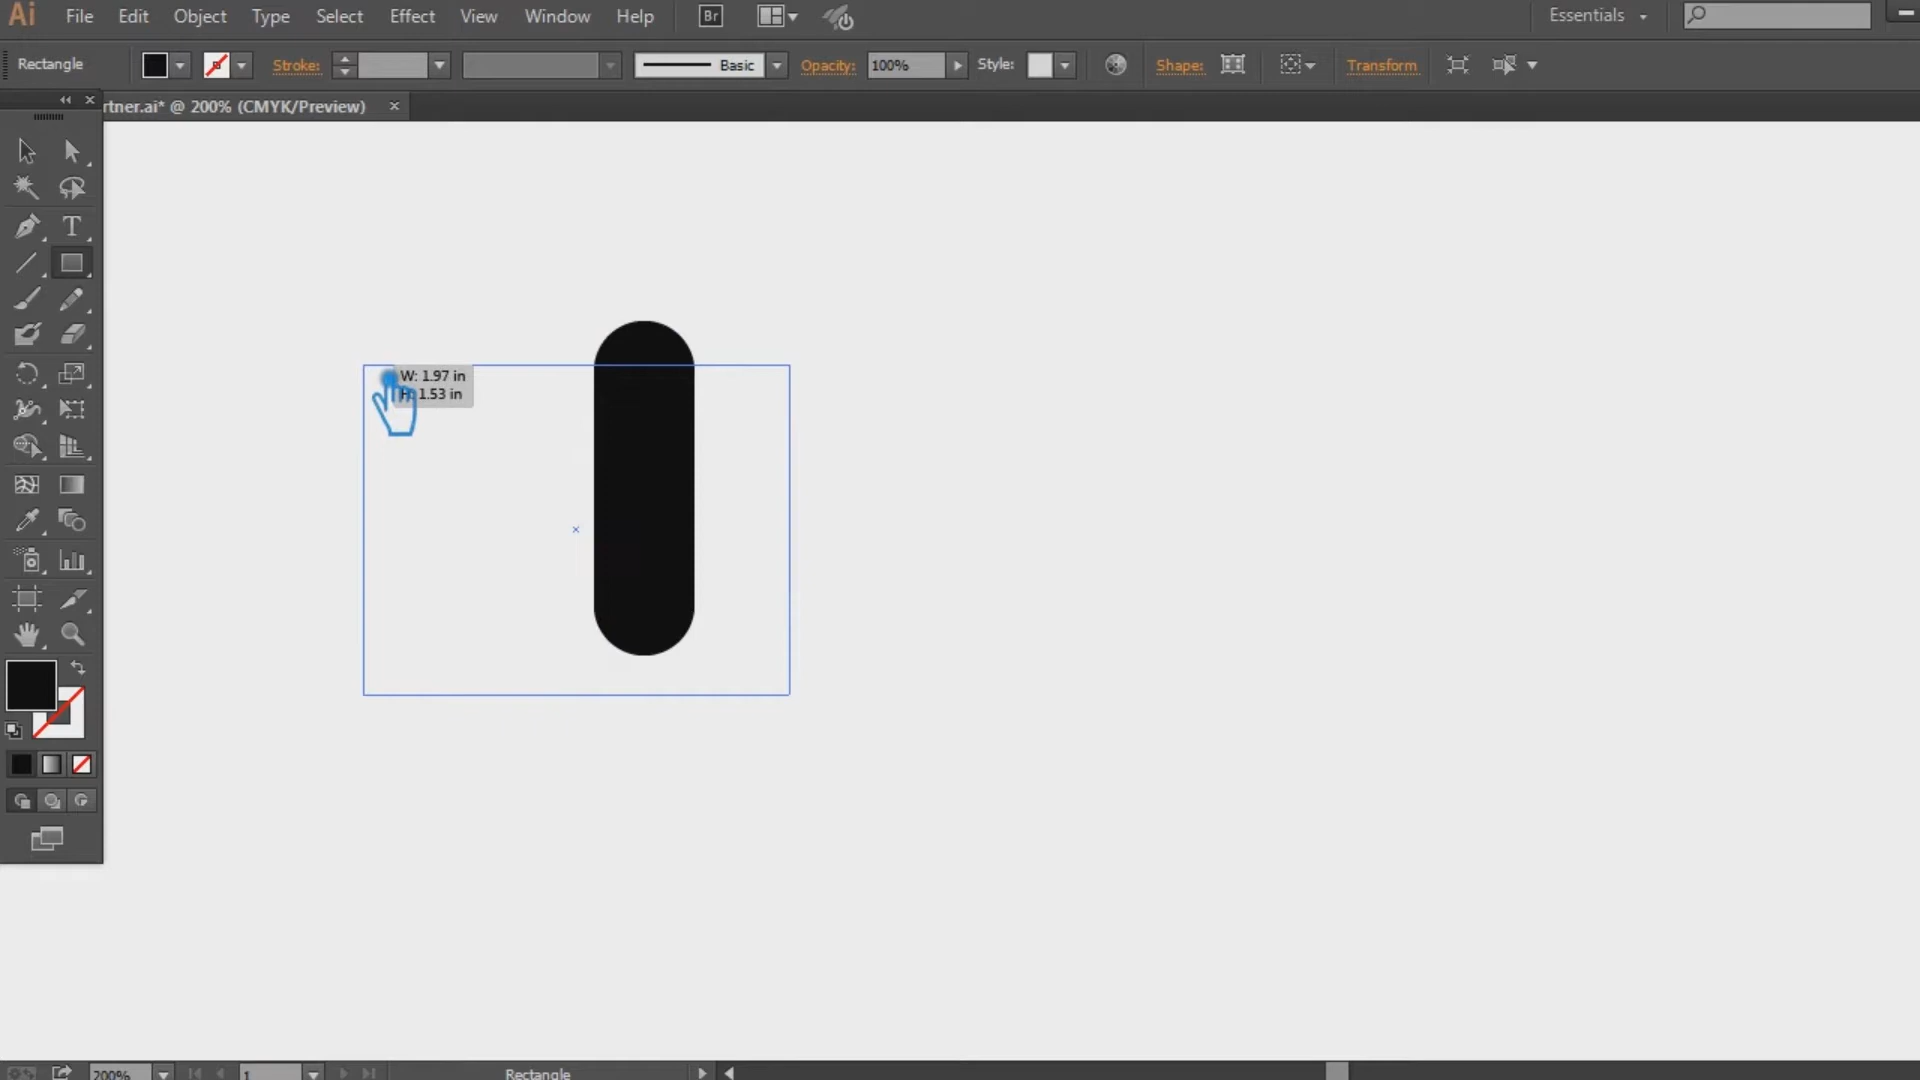 Ai File Edit Object Type Select Effect View Window Help Br Essentials
Rectangle Stroke: Basic Opacity: 100% Style: Shape: Transform
rtner.ai* @ 200% (CMYK/Preview) ×
T
W: 1.97 in
H: 1.53 in
200% 1 Rectangle